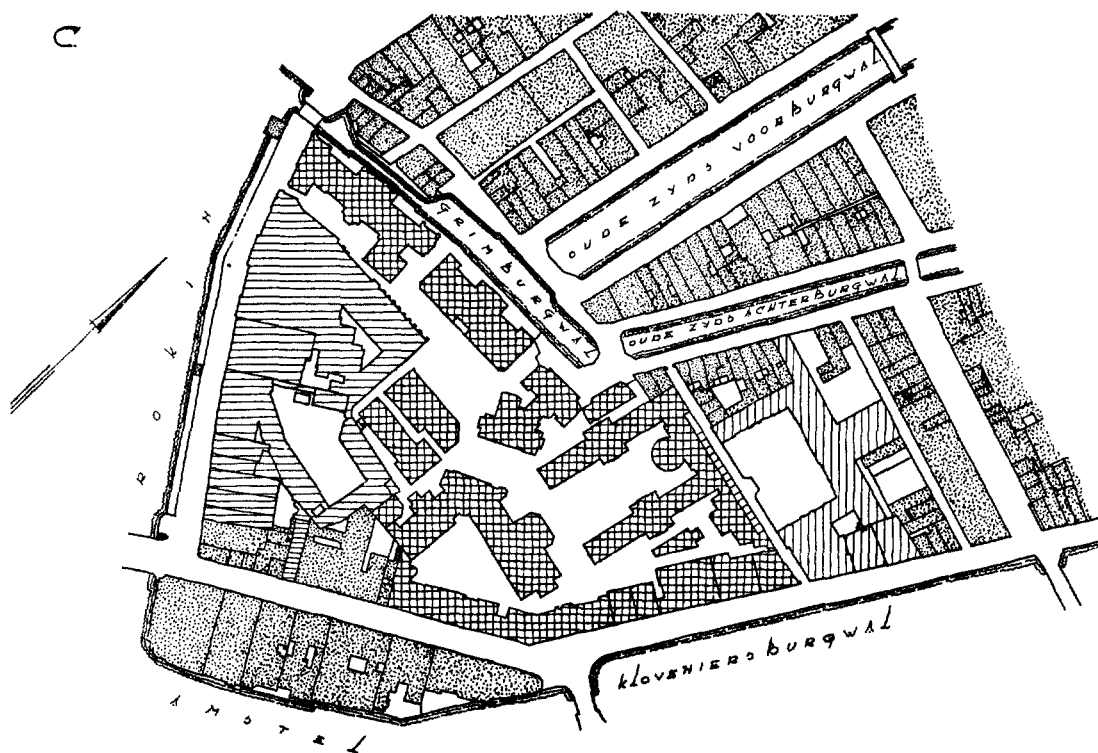 C
OUDE ZYDS VOORBURGWAL
GRIMBURGWAL
OUDE ZYDS ACHTERBURGWAL
ROKIN
KLOVENIERSBURGWAL
AMSTEL